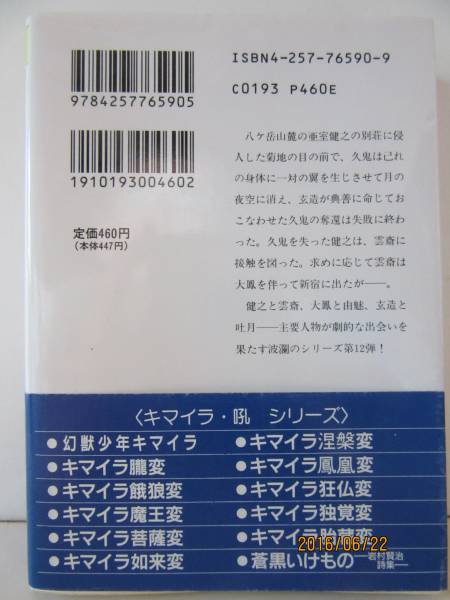 ISBN4-257-76590-9
C0193 P460E
9784257765905
1910193004602
定価460円
(本体447円)
八ケ岳山麓の亜室健之の別荘に侵
入した菊地の目の前で、久鬼は己れ
の身体に一対の翼を生じさせて月の
夜空に消え、玄造が典善に命じてお
こなわせた久鬼の奪還は失敗に終わ
った。久鬼を失った健之は、雲斎に
接触を図った。求めに応じて雲斎は
大鳳を伴って新宿に出たが──。
健之と雲斎、大鳳と由魅、玄造と
吐月──主要人物が劇的な出会いを
果たす波瀾のシリーズ第12弾!
〈キマイラ・吼 シリーズ〉
●幻獣少年キマイラ
●キマイラ朧変
●キマイラ餓狼変
●キマイラ魔王変
●キマイラ菩薩変
●キマイラ如来変
●キマイラ涅槃変
●キマイラ鳳凰変
●キマイラ狂仏変
●キマイラ独覚変
●キマイラ胎蔵変
●蒼黒いけもの─岩村賢治詩集─
2016/06/22